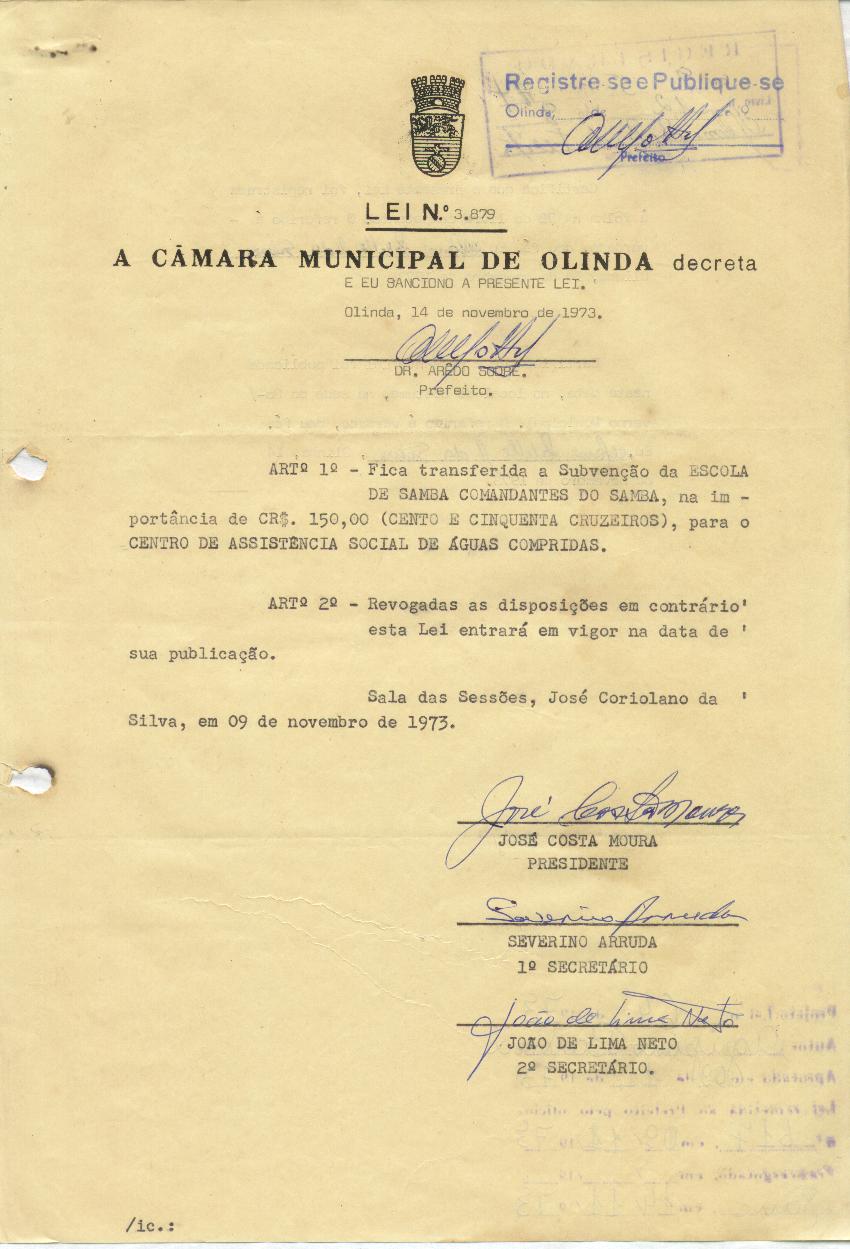 Registre-se e Publique-se
Olinda, de
Prefeito
LEI N.º 3.879
A CÂMARA MUNICIPAL DE OLINDA decreta
E EU SANCIONO A PRESENTE LEI. '
Olinda, 14 de novembro de 1973.
DR. ARÊDO SODRÉ.
Prefeito.
ARTº 1º - Fica transferida a Subvenção da ESCOLA
DE SAMBA COMANDANTES DO SAMBA, na im -
portância de CR$. 150,00 (CENTO E CINQUENTA CRUZEIROS), para o
CENTRO DE ASSISTÊNCIA SOCIAL DE ÁGUAS COMPRIDAS.
ARTº 2º - Revogadas as disposições em contrário'
esta Lei entrará em vigor na data de '
sua publicação.
Sala das Sessões, José Coriolano da '
Silva, em 09 de novembro de 1973.
José Costa Moura
JOSÉ COSTA MOURA
PRESIDENTE
Severino Arruda
SEVERINO ARRUDA
1º SECRETÁRIO
João de Lima Neto
JOÃO DE LIMA NETO
2º SECRETÁRIO.
/ic.: